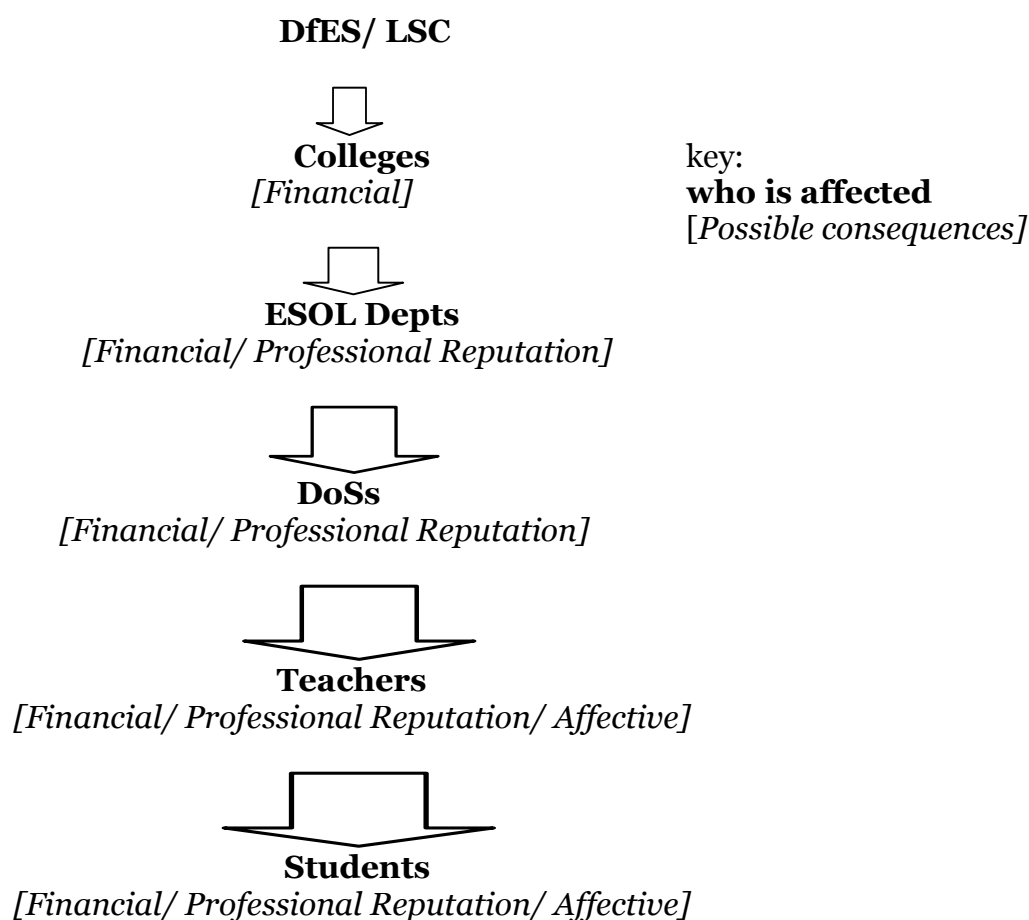 DfES/ LSC
Colleges
[Financial]
key:
who is affected
[Possible consequences]
ESOL Depts
[Financial/ Professional Reputation]
DoSs
[Financial/ Professional Reputation]
Teachers
[Financial/ Professional Reputation/ Affective]
Students
[Financial/ Professional Reputation/ Affective]